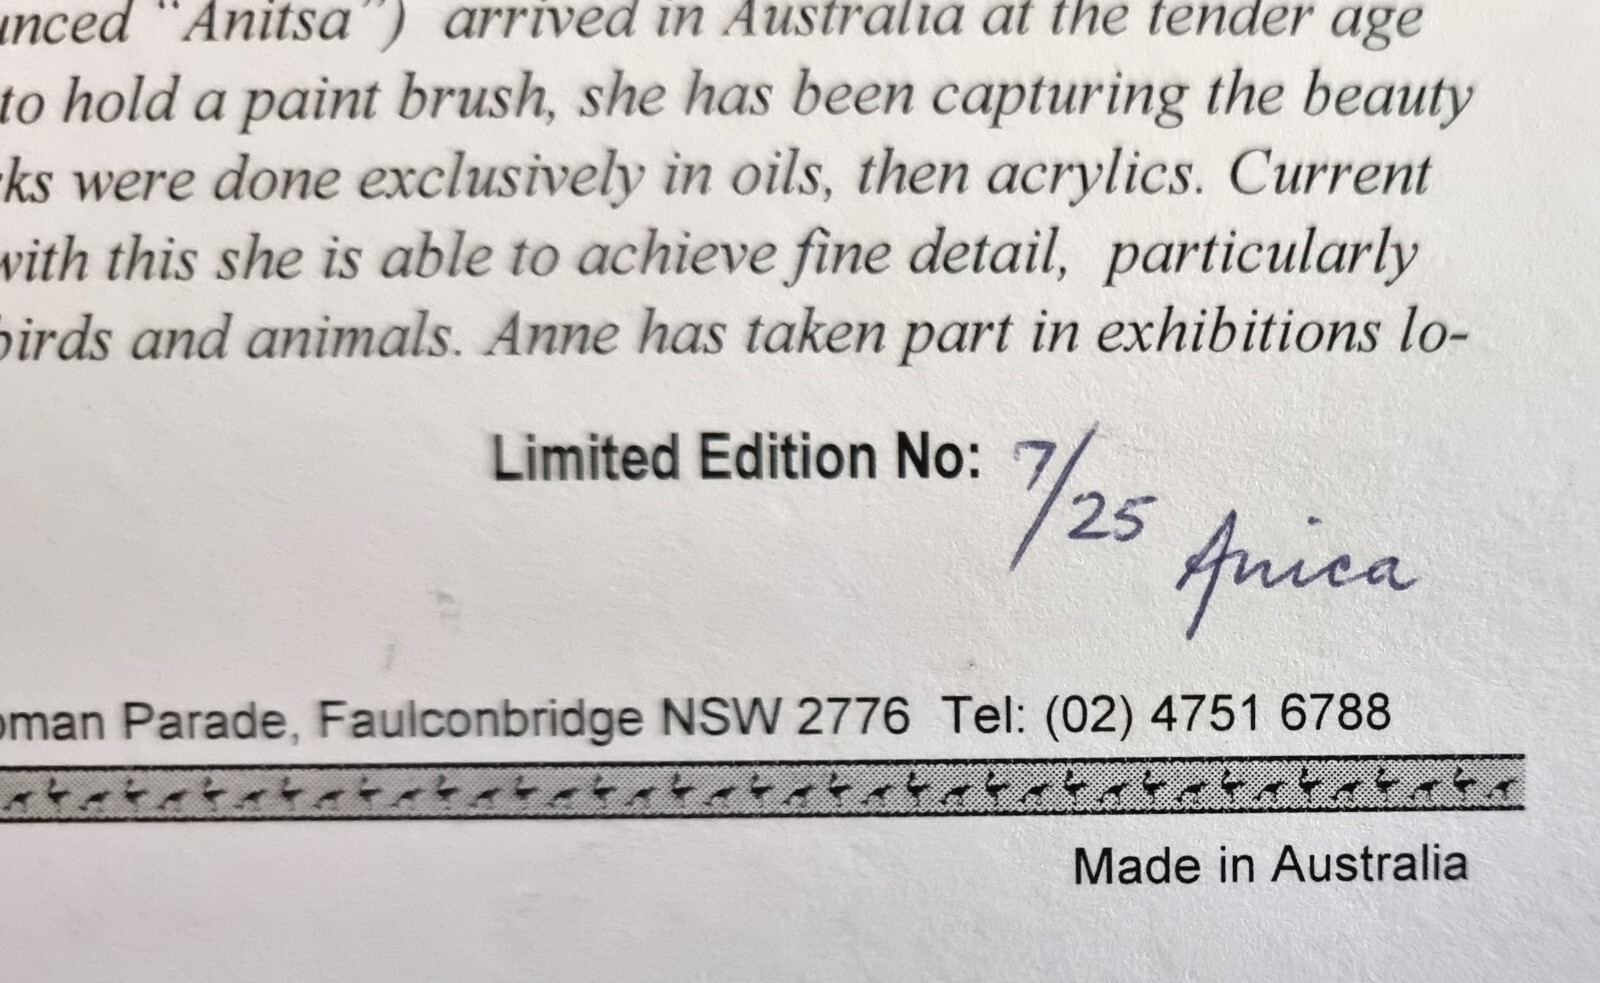 unced "Anitsa") arrived in Australia at the tender age
to hold a paint brush, she has been capturing the beauty
ks were done exclusively in oils, then acrylics. Current
with this she is able to achieve fine detail, particularly
birds and animals. Anne has taken part in exhibitions lo-
Limited Edition No: 7/25 Anica
oman Parade, Faulconbridge NSW 2776 Tel: (02) 4751 6788
Made in Australia